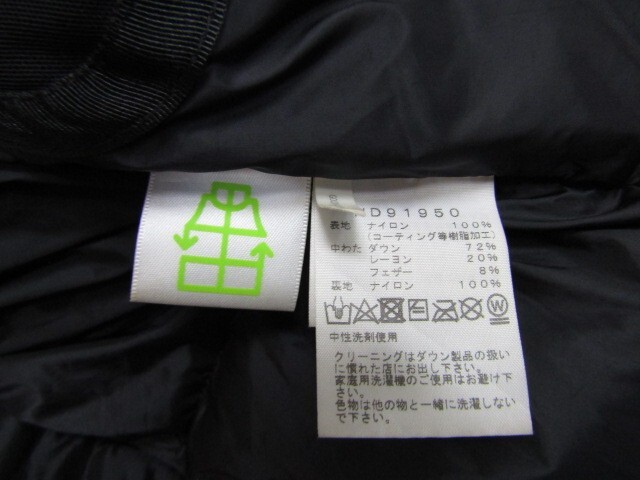 D91950
表地 ナイロン 100%
(コーティング等樹脂加工)
中わた ダウン 72%
レーヨン 20%
フェザー 8%
裏地 ナイロン 100%
中性洗剤使用
クリーニングはダウン製品の扱い
に慣れた店にお出し下さい。
家庭用洗濯機のご使用はお避け下
さい。
色物は他の物と一緒に洗濯しない
で下さい。